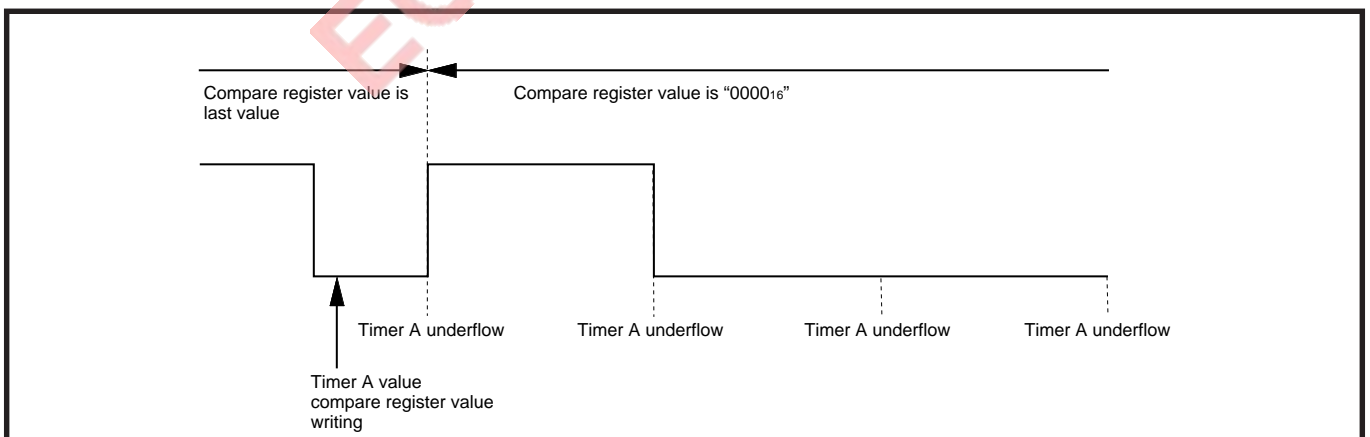 Compare register value is
last value
Compare register value is “0000₁₆”
Timer A underflow
Timer A underflow
Timer A underflow
Timer A underflow
Timer A value
compare register value
writing